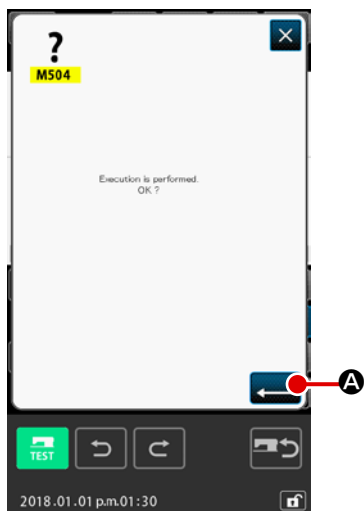 ?
M504
Execution is performed.
OK ?
A
TEST
2018.01.01 p.m.01:30